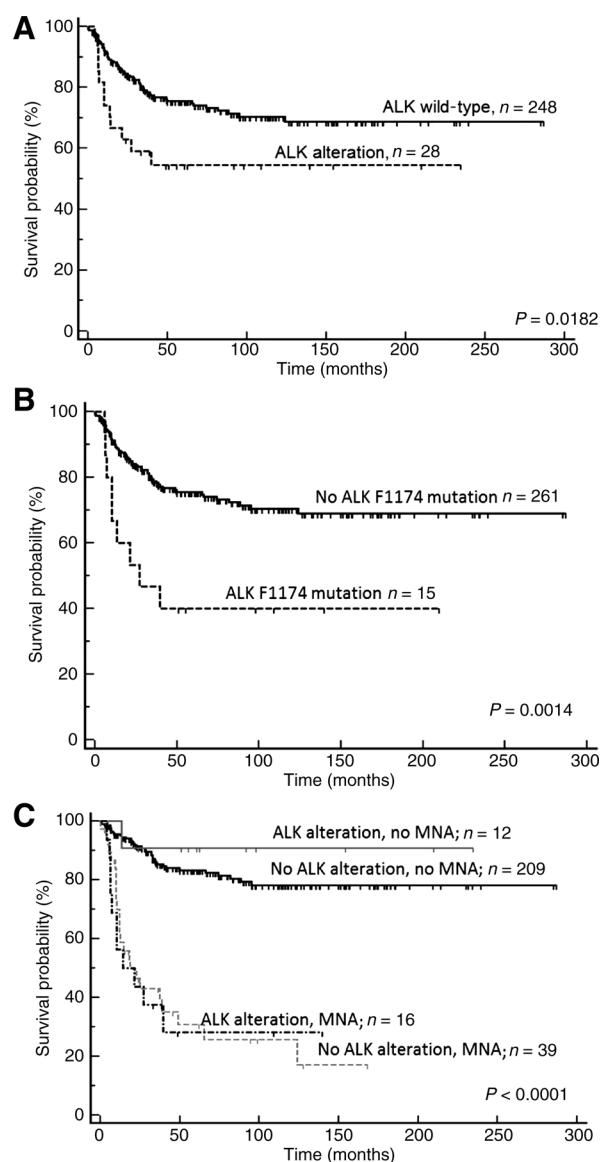 A
Survival probability (%)
100
80
60
40
20
0
ALK wild-type, n = 248
ALK alteration, n = 28
P = 0.0182
0 50 100 150 200 250 300
Time (months)
B
Survival probability (%)
100
80
60
40
20
0
No ALK F1174 mutation n = 261
ALK F1174 mutation n = 15
P = 0.0014
0 50 100 150 200 250 300
Time (months)
C
Survival probability (%)
100
80
60
40
20
0
ALK alteration, no MNA; n = 12
No ALK alteration, no MNA; n = 209
ALK alteration, MNA; n = 16
No ALK alteration, MNA; n = 39
P < 0.0001
0 50 100 150 200 250 300
Time (months)